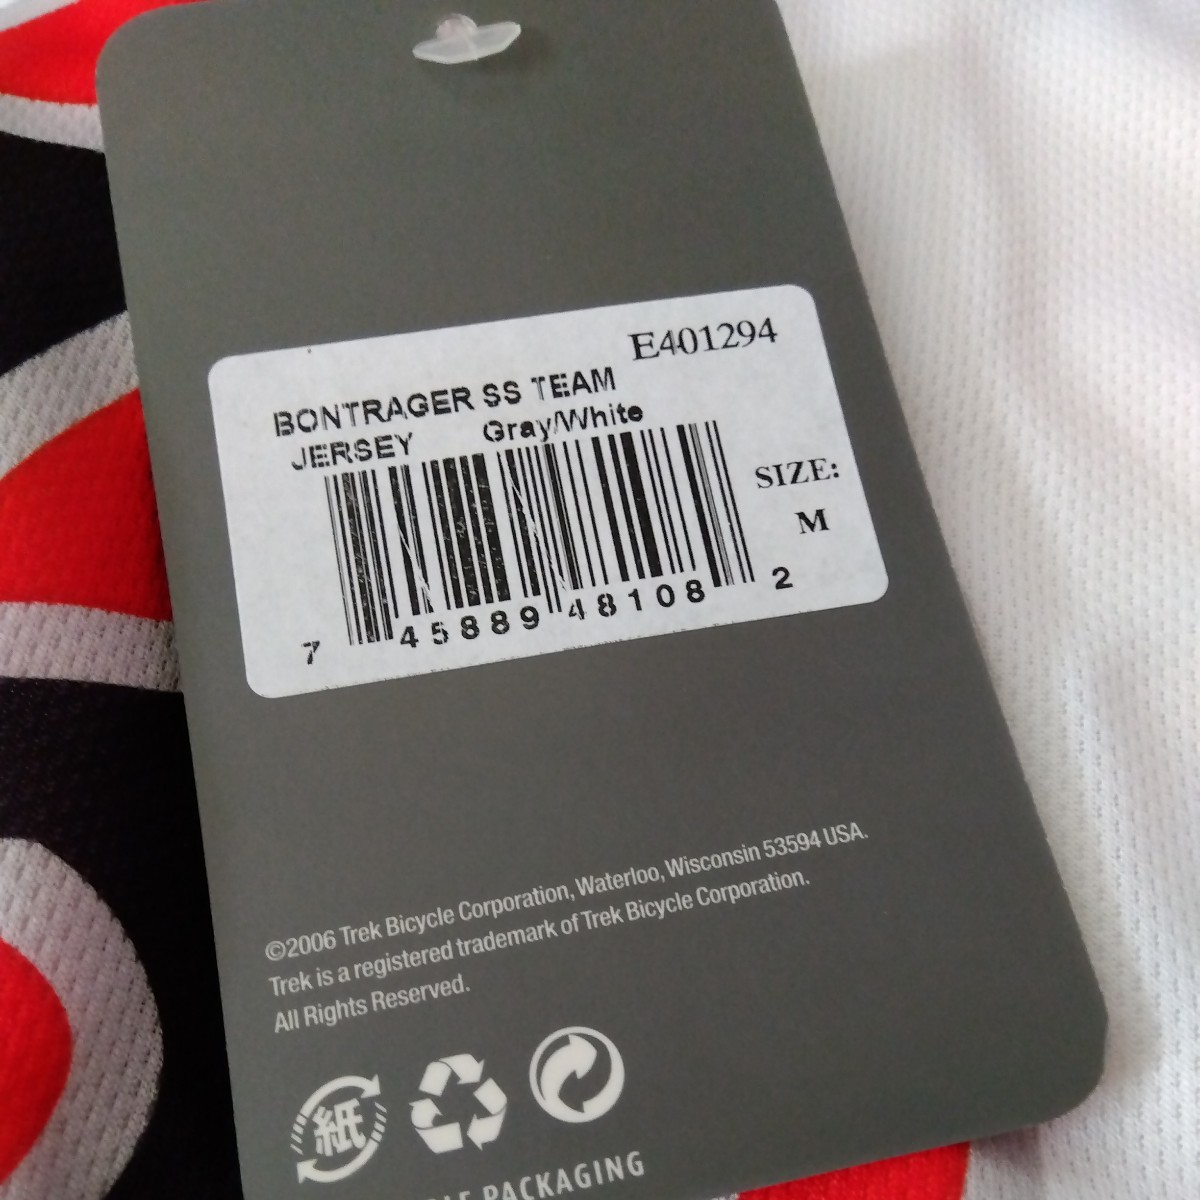 E401294
BONTRAGER SS TEAM
JERSEY Gray/White
SIZE:
M
7 45889 48108 2
©2006 Trek Bicycle Corporation, Waterloo, Wisconsin 53594 USA.
Trek is a registered trademark of Trek Bicycle Corporation.
All Rights Reserved.
紙
PACKAGING